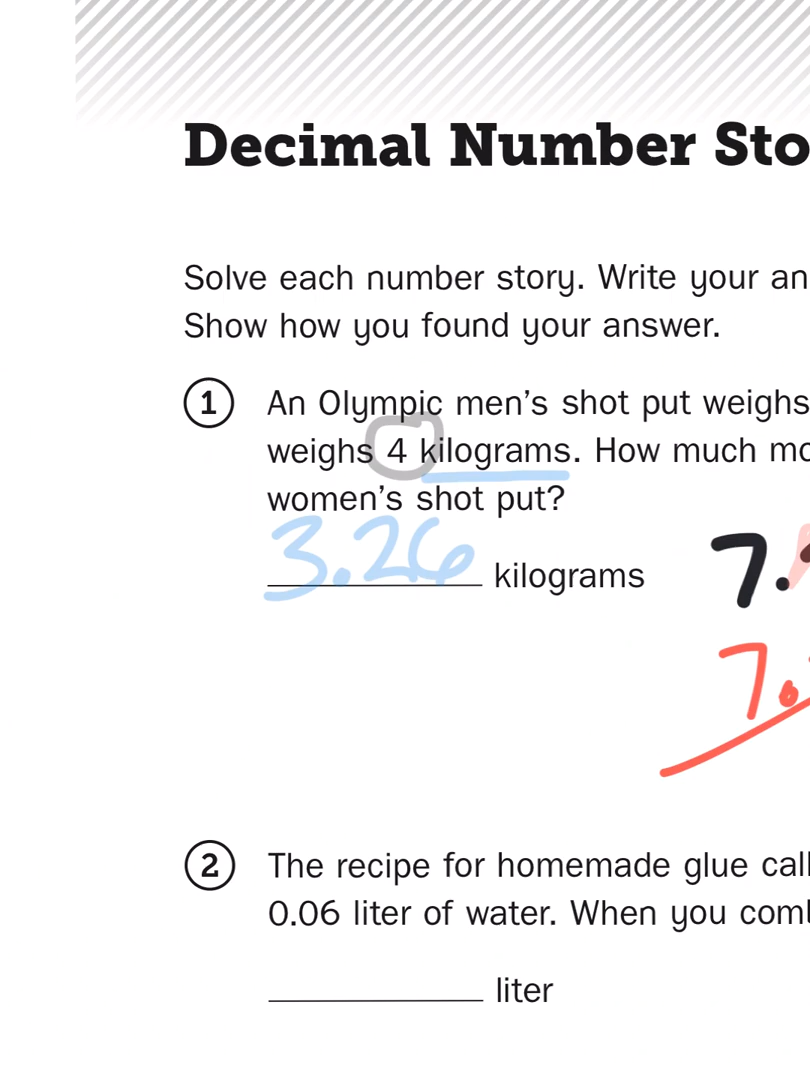 Decimal Number Sto
Solve each number story. Write your an
Show how you found your answer.
1 An Olympic men's shot put weighs
weighs 4 kilograms. How much mo
women's shot put?
3.26 kilograms
7.
7.
2 The recipe for homemade glue call
0.06 liter of water. When you com
liter